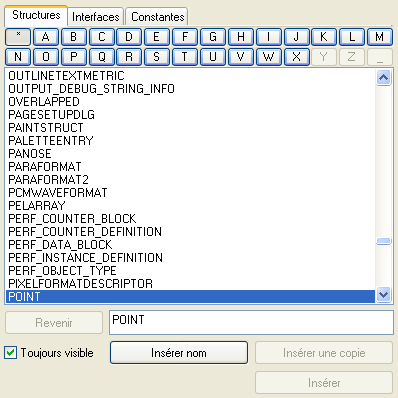 Structures Interfaces Constantes
* A B C D E F G H I J K L M
N O P Q R S T U V W X Y Z _
OUTLINETEXTMETRIC
OUTPUT_DEBUG_STRING_INFO
OVERLAPPED
PAGESETUPDLG
PAINTSTRUCT
PALETTEENTRY
PANOSE
PARAFORMAT
PARAFORMAT2
PCMWAVEFORMAT
PELARRAY
PERF_COUNTER_BLOCK
PERF_COUNTER_DEFINITION
PERF_DATA_BLOCK
PERF_INSTANCE_DEFINITION
PERF_OBJECT_TYPE
PIXELFORMATDESCRIPTOR
POINT
Revenir POINT
Toujours visible Insérer nom Insérer une copie
Insérer